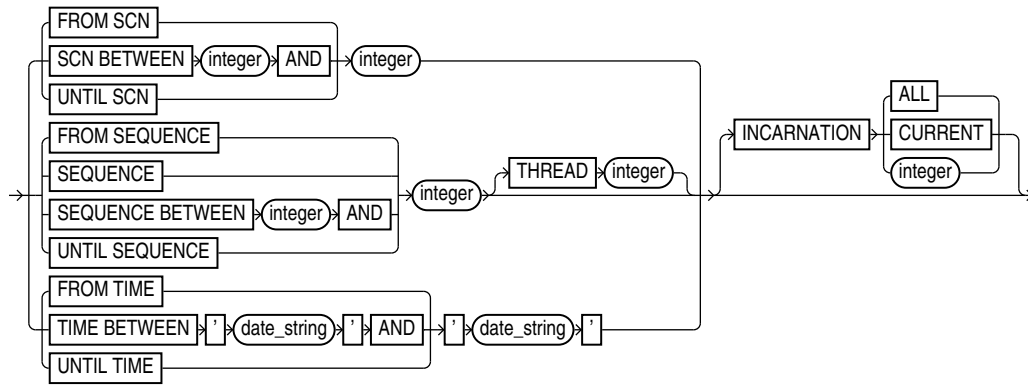 FROM SCN
SCN BETWEEN integer AND integer
UNTIL SCN
FROM SEQUENCE
SEQUENCE
SEQUENCE BETWEEN integer AND integer THREAD integer
UNTIL SEQUENCE
FROM TIME
TIME BETWEEN ' date_string ' AND ' date_string '
UNTIL TIME
INCARNATION
ALL
CURRENT
integer